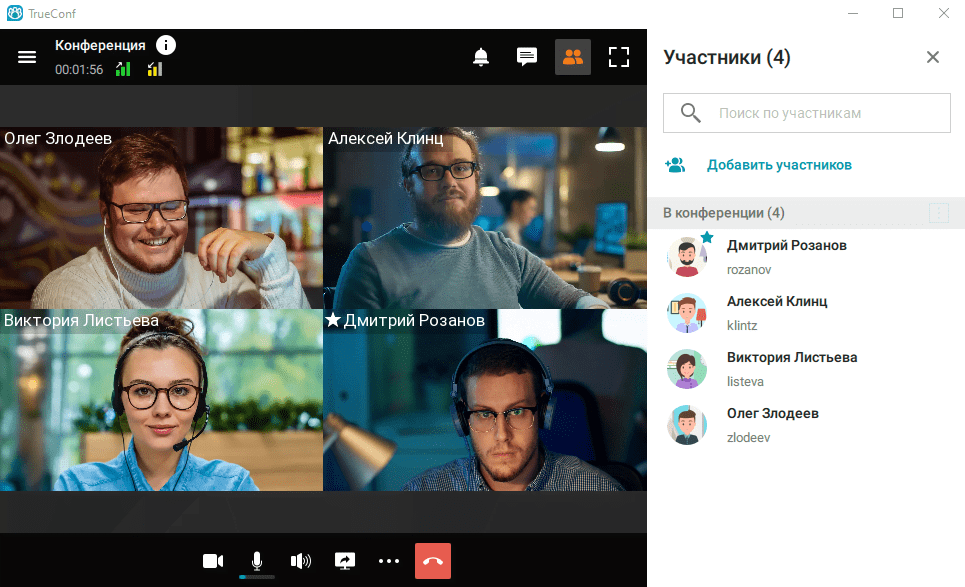 TrueConf
Конференция
00:01:56
Олег Злодеев
Алексей Клинц
Виктория Листьева
Дмитрий Розанов
Участники (4)
Поиск по участникам
Добавить участников
В конференции (4)
Дмитрий Розанов
rozanov
Алексей Клинц
klintz
Виктория Листьева
listeva
Олег Злодеев
zlodeev